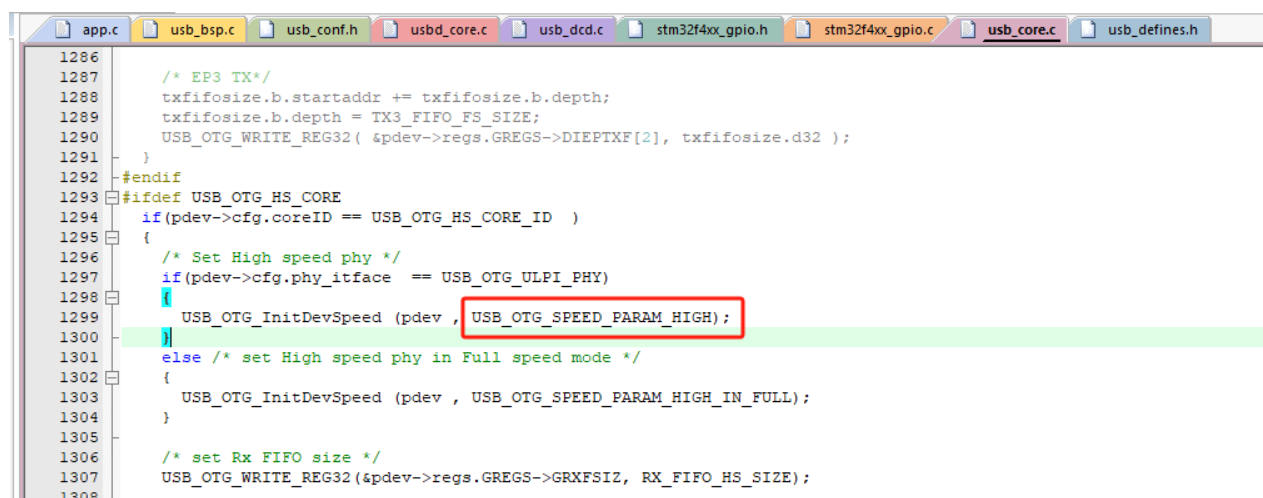 app.c usb_bsp.c usb_conf.h usbd_core.c usb_dcd.c stm32f4xx_gpio.h stm32f4xx_gpio.c usb_core.c usb_defines.h
1286
1287 /* EP3 TX*/
1288 txfifosize.b.startaddr += txfifosize.b.depth;
1289 txfifosize.b.depth = TX3_FIFO_FS_SIZE;
1290 USB_OTG_WRITE_REG32( &pdev->regs.GREGS->DIEPTXF[2], txfifosize.d32 );
1291 }
1292 #endif
1293 #ifdef USB_OTG_HS_CORE
1294 if(pdev->cfg.coreID == USB_OTG_HS_CORE_ID )
1295 {
1296 /* Set High speed phy */
1297 if(pdev->cfg.phy_itface == USB_OTG_ULPI_PHY)
1298 {
1299 USB_OTG_InitDevSpeed (pdev , USB_OTG_SPEED_PARAM_HIGH);
1300 }
1301 else /* set High speed phy in Full speed mode */
1302 {
1303 USB_OTG_InitDevSpeed (pdev , USB_OTG_SPEED_PARAM_HIGH_IN_FULL);
1304 }
1305
1306 /* set Rx FIFO size */
1307 USB_OTG_WRITE_REG32(&pdev->regs.GREGS->GRXFSIZ, RX_FIFO_HS_SIZE);
1308